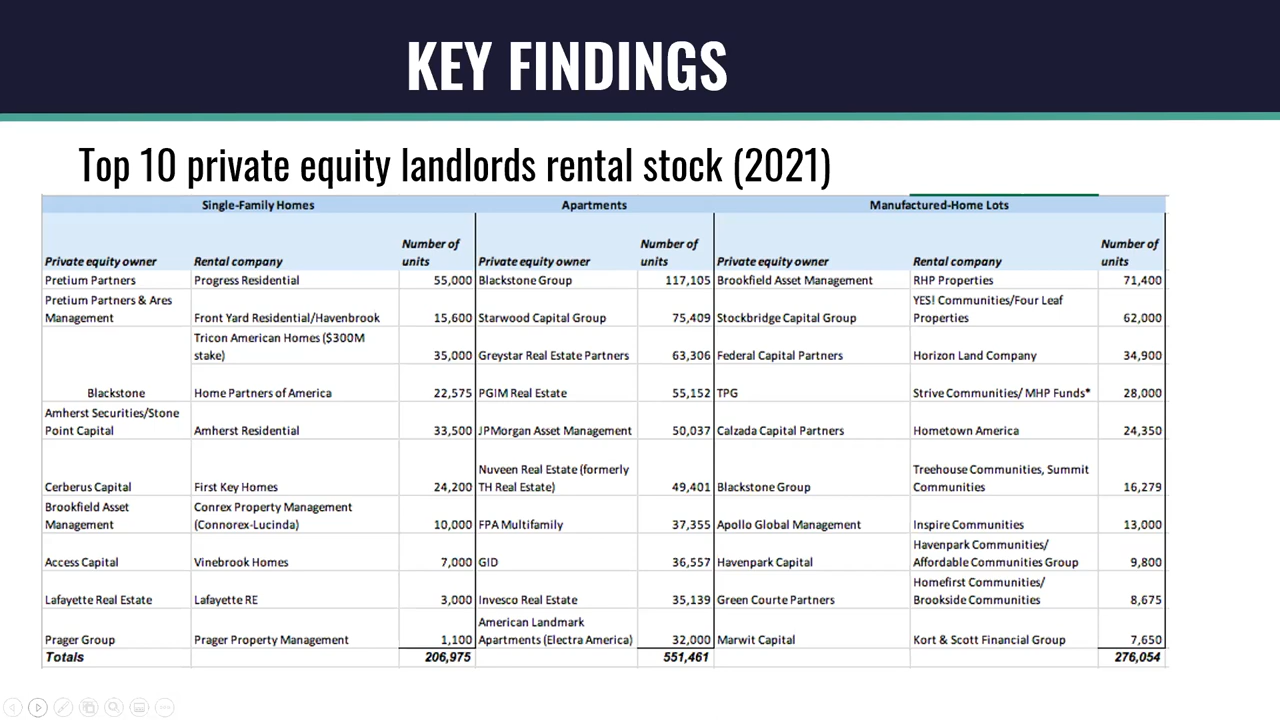 KEY FINDINGS
Top 10 private equity landlords rental stock (2021)
Single-Family Homes Apartments Manufactured-Home Lots
Private equity owner Rental company Number of units Private equity owner Number of units Private equity owner Rental company Number of units
Pretium Partners Progress Residential 55,000 Blackstone Group 117,105 Brookfield Asset Management RHP Properties 71,400
Pretium Partners & Ares Management Front Yard Residential/Havenbrook 15,600 Starwood Capital Group 75,409 Stockbridge Capital Group YES! Communities/Four Leaf Properties 62,000
Tricon American Homes ($300M stake) 35,000 Greystar Real Estate Partners 63,306 Federal Capital Partners Horizon Land Company 34,900
Blackstone Home Partners of America 22,575 PGIM Real Estate 55,152 TPG Strive Communities/ MHP Funds* 28,000
Amherst Securities/Stone Point Capital Amherst Residential 33,500 JPMorgan Asset Management 50,037 Calzada Capital Partners Hometown America 24,350
Cerberus Capital First Key Homes 24,200 Nuveen Real Estate (formerly TH Real Estate) 49,401 Blackstone Group Treehouse Communities, Summit Communities 16,279
Brookfield Asset Management Conrex Property Management (Connorex-Lucinda) 10,000 FPA Multifamily 37,355 Apollo Global Management Inspire Communities 13,000
Access Capital Vinebrook Homes 7,000 GID 36,557 Havenpark Capital Havenpark Communities/ Affordable Communities Group 9,800
Lafayette Real Estate Lafayette RE 3,000 Invesco Real Estate 35,139 Green Courte Partners Homefirst Communities/ Brookside Communities 8,675
Prager Group Prager Property Management 1,100 American Landmark Apartments (Electra America) 32,000 Marwit Capital Kort & Scott Financial Group 7,650
Totals 206,975 551,461 276,054